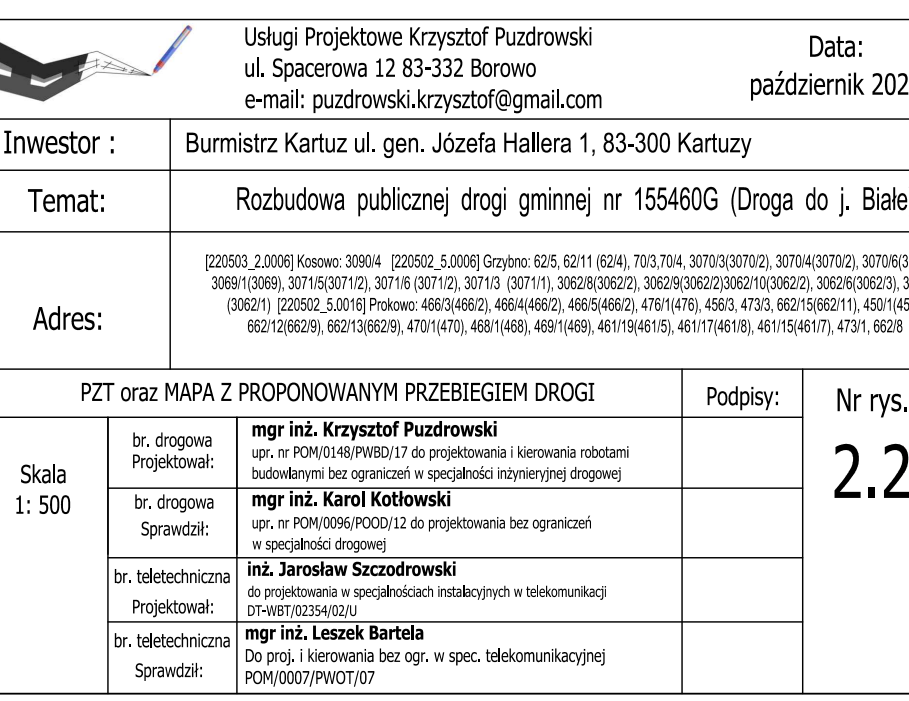 Usługi Projektowe Krzysztof Puzdrowski
ul. Spacerowa 12 83-332 Borowo
e-mail: puzdrowski.krzysztof@gmail.com
Data:
październik 202
Inwestor :
Burmistrz Kartuz ul. gen. Józefa Hallera 1, 83-300 Kartuzy
Temat:
Rozbudowa publicznej drogi gminnej nr 155460G (Droga do j. Białe
Adres:
[220503_2.0006] Kosowo: 3090/4 [220502_5.0006] Grzybno: 62/5, 62/11 (62/4), 70/3,70/4, 3070/3(3070/2), 3070/4(3070/2), 3070/6(3
3069/1(3069), 3071/5(3071/2), 3071/6 (3071/2), 3071/3 (3071/1), 3062/8(3062/2), 3062/9(3062/2)3062/10(3062/2), 3062/6(3062/3), 3
(3062/1) [220502_5.0016] Prokowo: 466/3(466/2), 466/4(466/2), 466/5(466/2), 476/1(476), 456/3, 473/3, 662/15(662/11), 450/1(45
662/12(662/9), 662/13(662/9), 470/1(470), 468/1(468), 469/1(469), 461/19(461/5), 461/17(461/8), 461/15(461/7), 473/1, 662/8
PZT oraz MAPA Z PROPONOWANYM PRZEBIEGIEM DROGI
Podpisy:
Nr rys.
2.2
Skala
1: 500
br. drogowa
Projektował:
mgr inż. Krzysztof Puzdrowski
upr. nr POM/0148/PWBD/17 do projektowania i kierowania robotami
budowlanymi bez ograniczeń w specjalności inżynieryjnej drogowej
br. drogowa
Sprawdził:
mgr inż. Karol Kotłowski
upr. nr POM/0096/POOD/12 do projektowania bez ograniczeń
w specjalności drogowej
br. teletechniczna
Projektował:
inż. Jarosław Szczodrowski
do projektowania w specjalnościach instalacyjnych w telekomunikacji
DT-WBT/02354/02/U
br. teletechniczna
Sprawdził:
mgr inż. Leszek Bartela
Do proj. i kierowania bez ogr. w spec. telekomunikacyjnej
POM/0007/PWOT/07